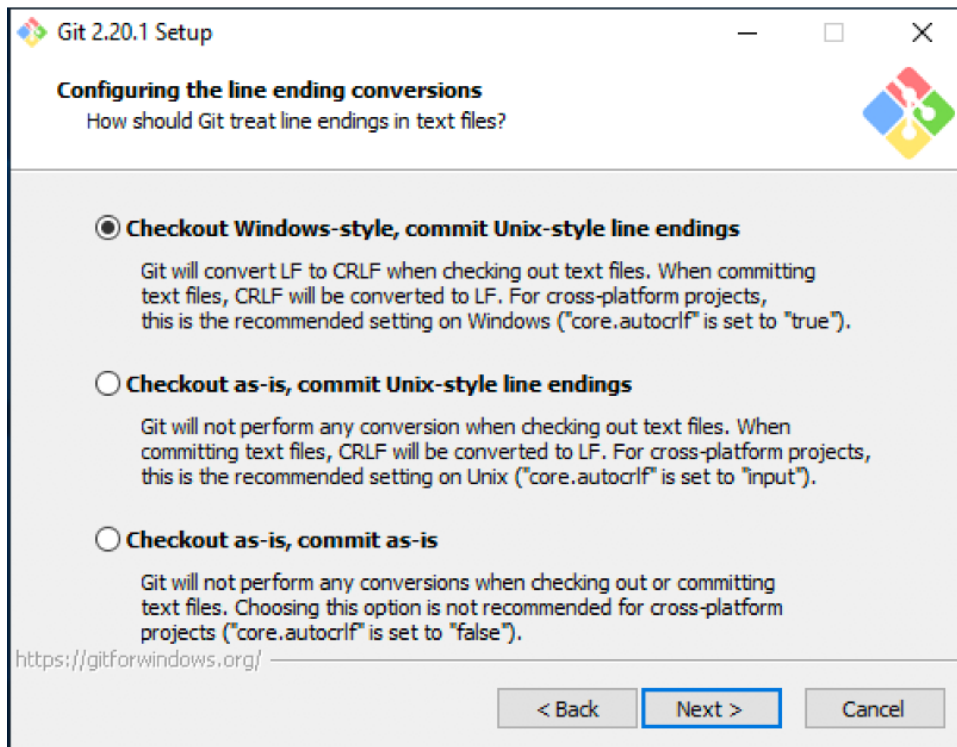 Git 2.20.1 Setup
Configuring the line ending conversions
How should Git treat line endings in text files?
Checkout Windows-style, commit Unix-style line endings
Git will convert LF to CRLF when checking out text files. When committing
text files, CRLF will be converted to LF. For cross-platform projects,
this is the recommended setting on Windows ("core.autocrlf" is set to "true").
Checkout as-is, commit Unix-style line endings
Git will not perform any conversion when checking out text files. When
committing text files, CRLF will be converted to LF. For cross-platform projects,
this is the recommended setting on Unix ("core.autocrlf" is set to "input").
Checkout as-is, commit as-is
Git will not perform any conversions when checking out or committing
text files. Choosing this option is not recommended for cross-platform
projects ("core.autocrlf" is set to "false").
https://gitforwindows.org/
< Back
Next >
Cancel